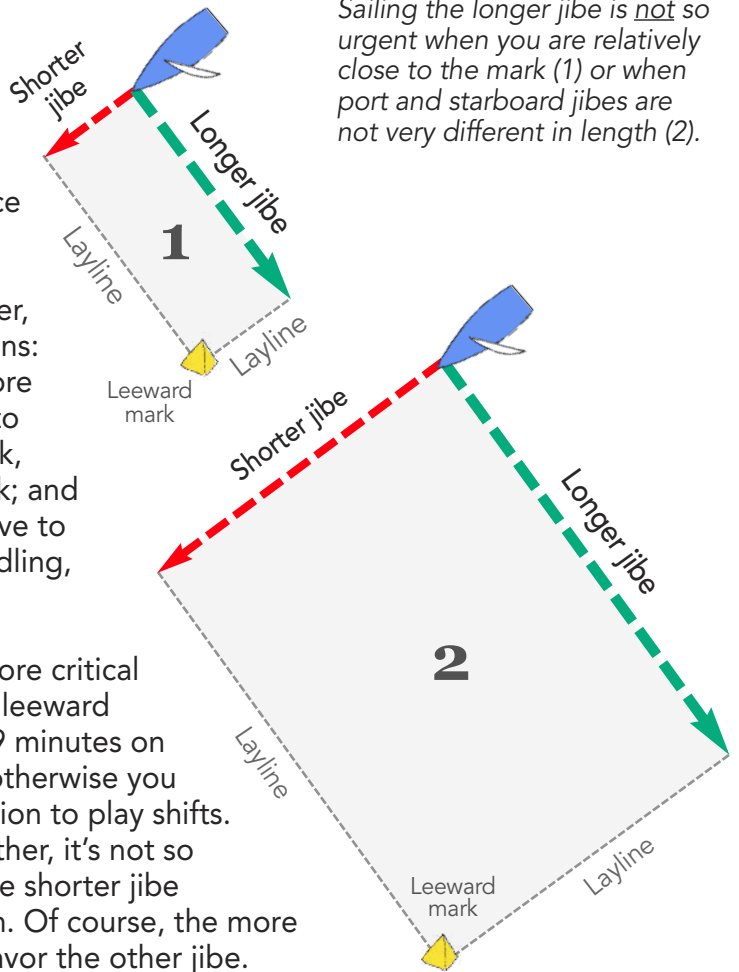 Sailing the longer jibe is not so
urgent when you are relatively
close to the mark (1) or when
port and starboard jibes are
not very different in length (2).
Shorter
jibe
Longer jibe
1
Layline
Layline
Leeward
mark
ce
er,
ns:
ore
to
k,
k; and
ve to
dling,
Shorter jibe
Longer jibe
2
Layline
Layline
Leeward
mark
ore critical
leeward
9 minutes on
otherwise you
tion to play shifts.
ther, it's not so
e shorter jibe
n. Of course, the more
avor the other jibe.